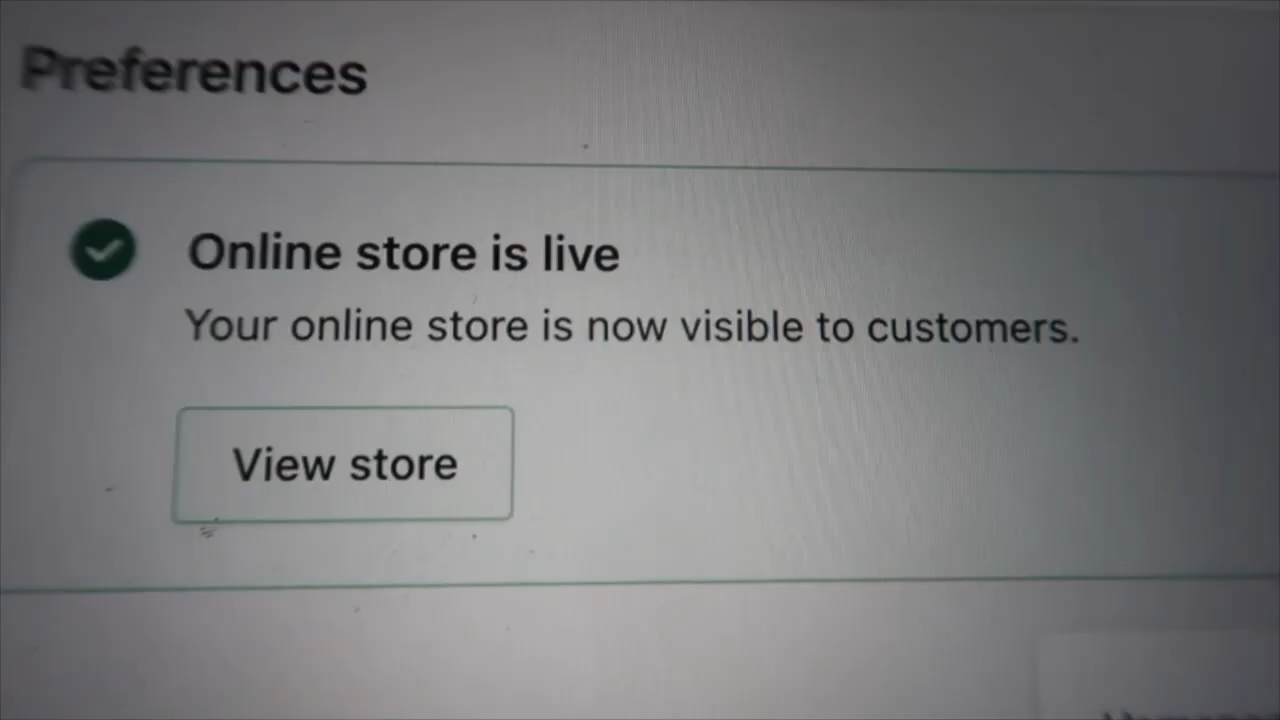 Preferences
Online store is live
Your online store is now visible to customers.
View store